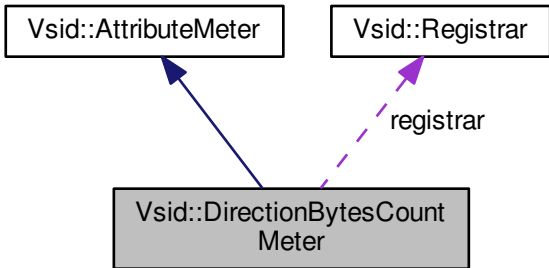 Vsid::AttributeMeter
Vsid::Registrar
registrar
Vsid::DirectionBytesCount
Meter